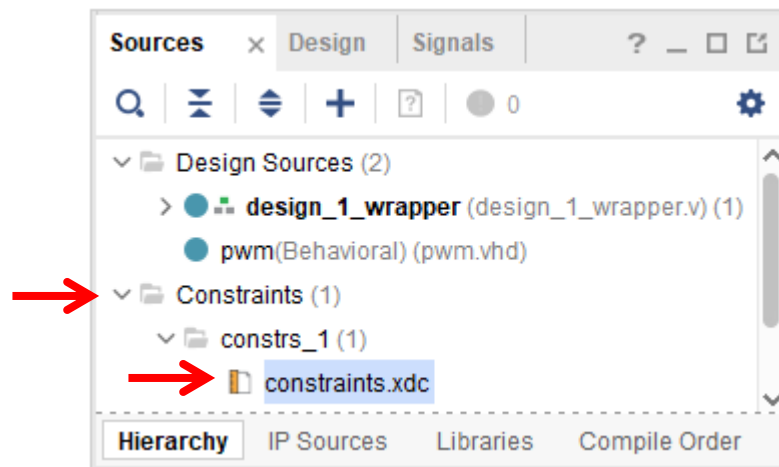 Sources × Design Signals ?
? 0
Design Sources (2)
design_1_wrapper (design_1_wrapper.v) (1)
pwm(Behavioral) (pwm.vhd)
Constraints (1)
constrs_1 (1)
constraints.xdc
Hierarchy IP Sources Libraries Compile Order